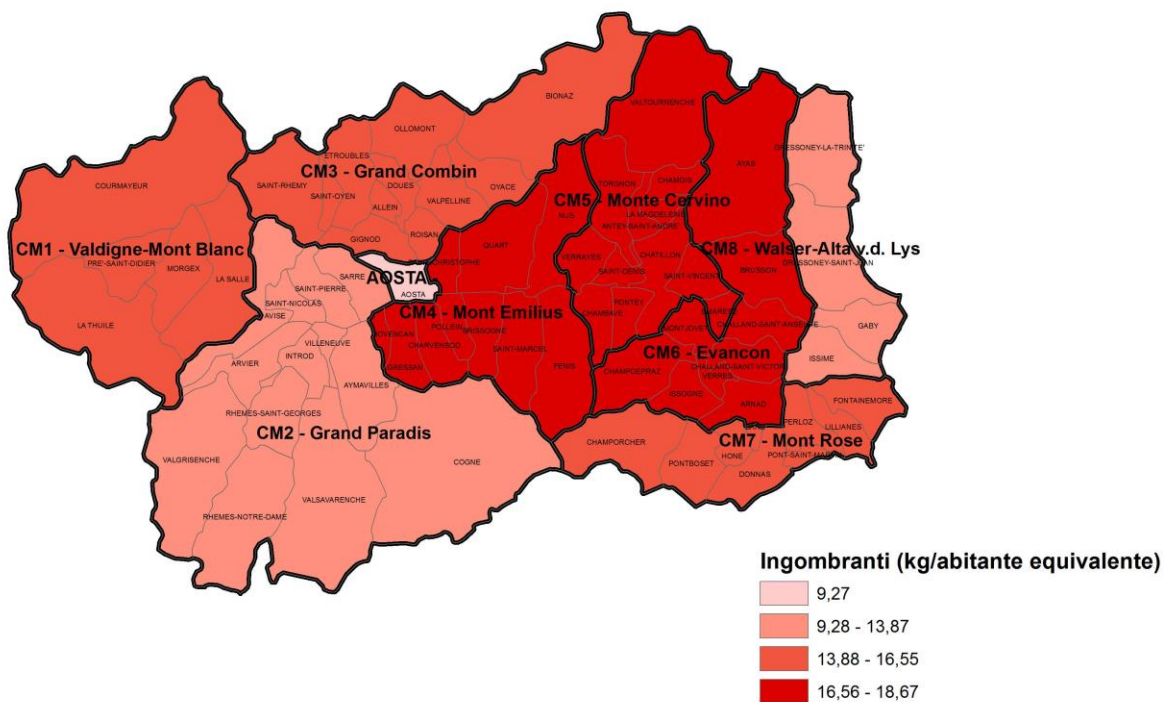 BIONAZ
VALTOURNENCHE
OLLOMONT
ETROUBLES
CM3 - Grand Combin
SAINT-RHEMY
DOUES
SAINT-OYEN
VALPELLINE
OYACE
ALLEIN
GIGNOD
ROISAN
COURMAYEUR
CM1 - Valdigne-Mont Blanc
PRE'-SAINT-DIDIER
MORGEX
LA SALLE
LA THUILE
GRESSONEY-LA-TRINITE'
AYAS
TORGNON
CHAMOIS
CM5 - Monte Cervino
NUS
LA MAGDELEINE
ANTEY-SAINT-ANDRE'
QUART
VERRAYES
CHATILLON
SAINT-DENIS
SAINT-VINCENT
CM8 - Walser-Alta v.d. Lys
GRESSONEY-SAINT-JEAN
BRUSSON
SARRE
AOSTA
AOSTA
SAINT-PIERRE
SAINT-NICOLAS
AVISE
CM4 - Mont Emilius
CHAMBAVE
PONTEY
POLLEIN
BRISSOGNE
CHARVENSOD
SAINT-MARCEL
FENIS
GRESSAN
MONTJOVET
CHALLAND-SAINT-ANSELME
GABY
ISSIME
CM6 - Evancon
CHALLAND-SAINT-VICTOR
VERRES
CHAMPDEPRAZ
ISSOGNE
ARNAD
VILLENEUVE
INTROD
ARVIER
AYMAVILLES
RHEMES-SAINT-GEORGES
CM2 - Grand Paradis
VALGRISENCHE
COGNE
VALSAVARENCHE
RHEMES-NOTRE-DAME
FONTAINEMORE
PERLOZ
LILLIANES
CM7 - Mont Rose
CHAMPORCHER
HONE
PONTBOSET
DONNAS
Ingombranti (kg/abitante equivalente)
9,27
9,28 - 13,87
13,88 - 16,55
16,56 - 18,67